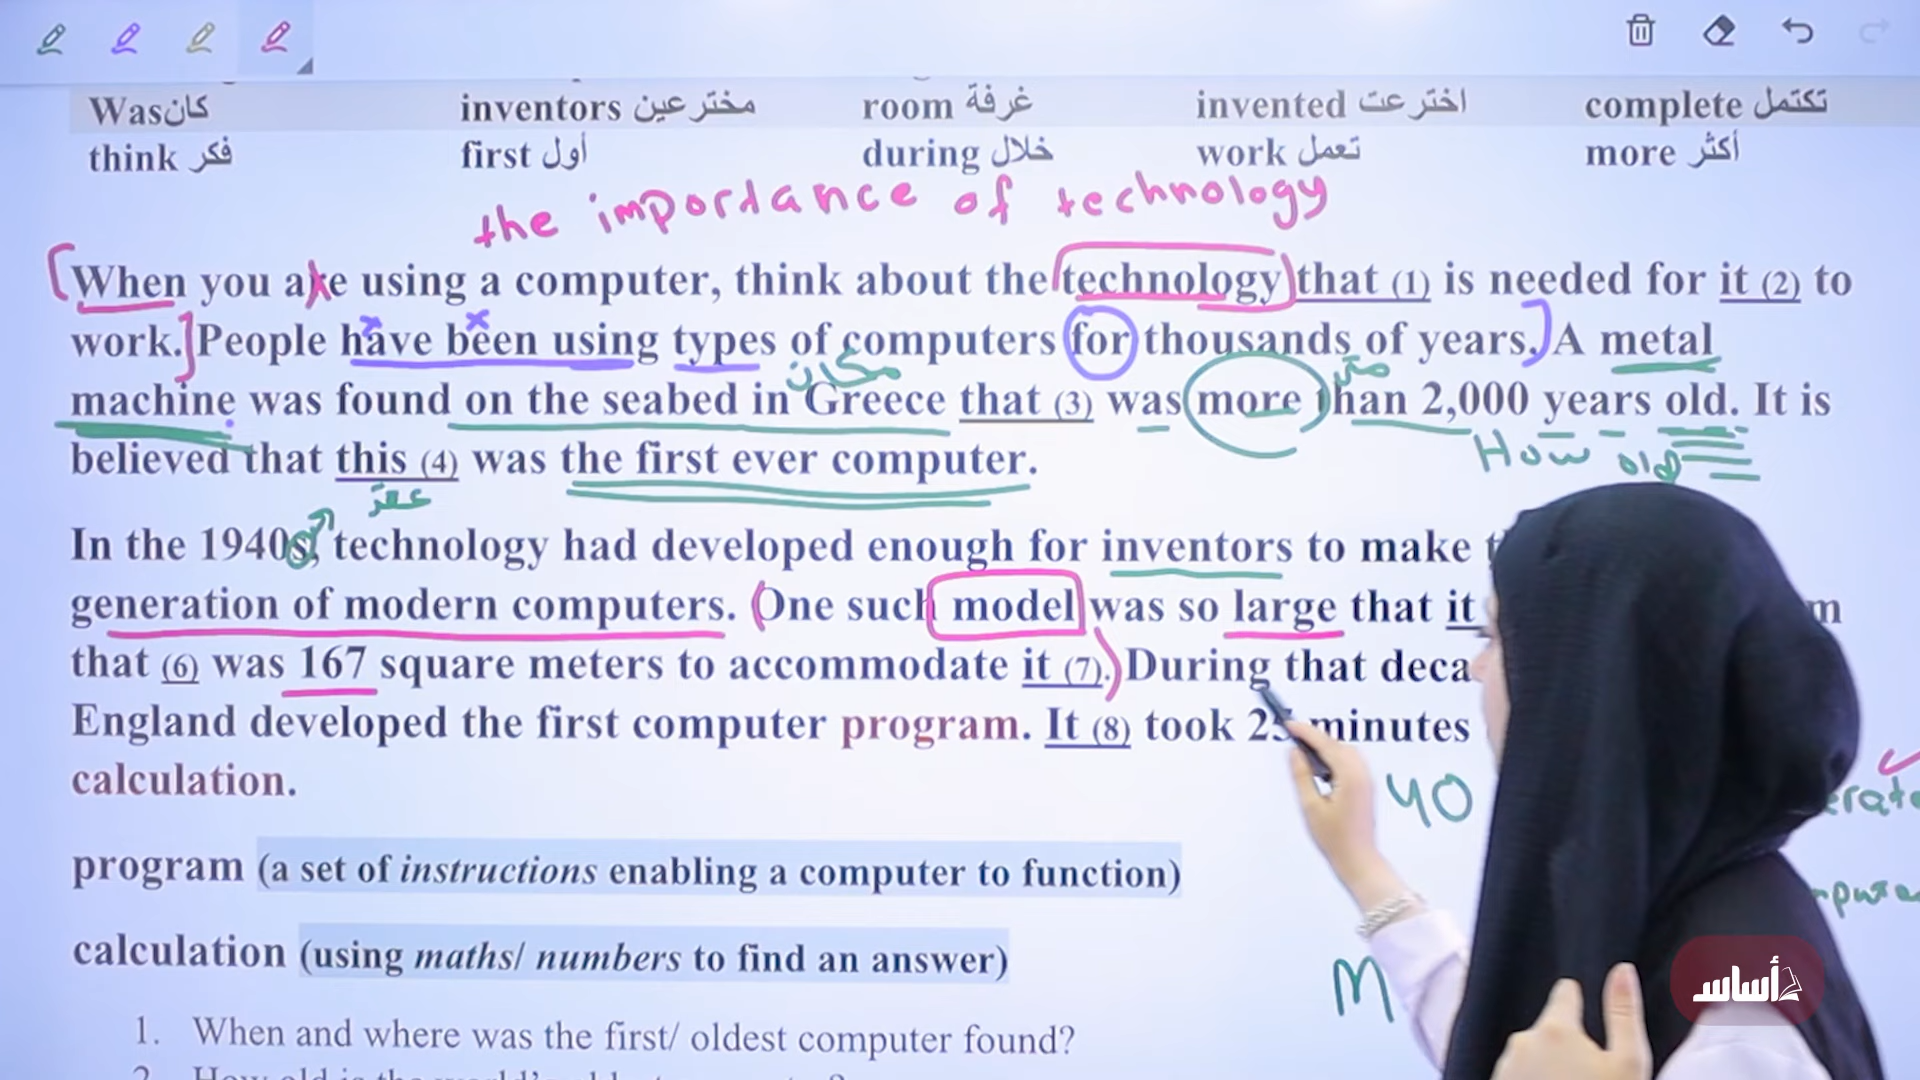 Was كان inventors مخترعين room غرفة invented اخترعت complete تكتمل
think فكر first أول during خلال work تعمل more أكثر
the importance of technology
When you are using a computer, think about the technology that (1) is needed for it (2) to
work. People have been using types of computers for thousands of years. A metal
مكان
machine was found on the seabed in Greece that (3) was more than 2,000 years old. It is
How old
believed that this (4) was the first ever computer.
In the 1940s, technology had developed enough for inventors to make
generation of modern computers. One such model was so large that it
that (6) was 167 square meters to accommodate it (7). During that deca
England developed the first computer program. It (8) took 25 minutes
calculation.
40
program (a set of instructions enabling a computer to function)
calculation (using maths/ numbers to find an answer)
M
أساس
1. When and where was the first/ oldest computer found?